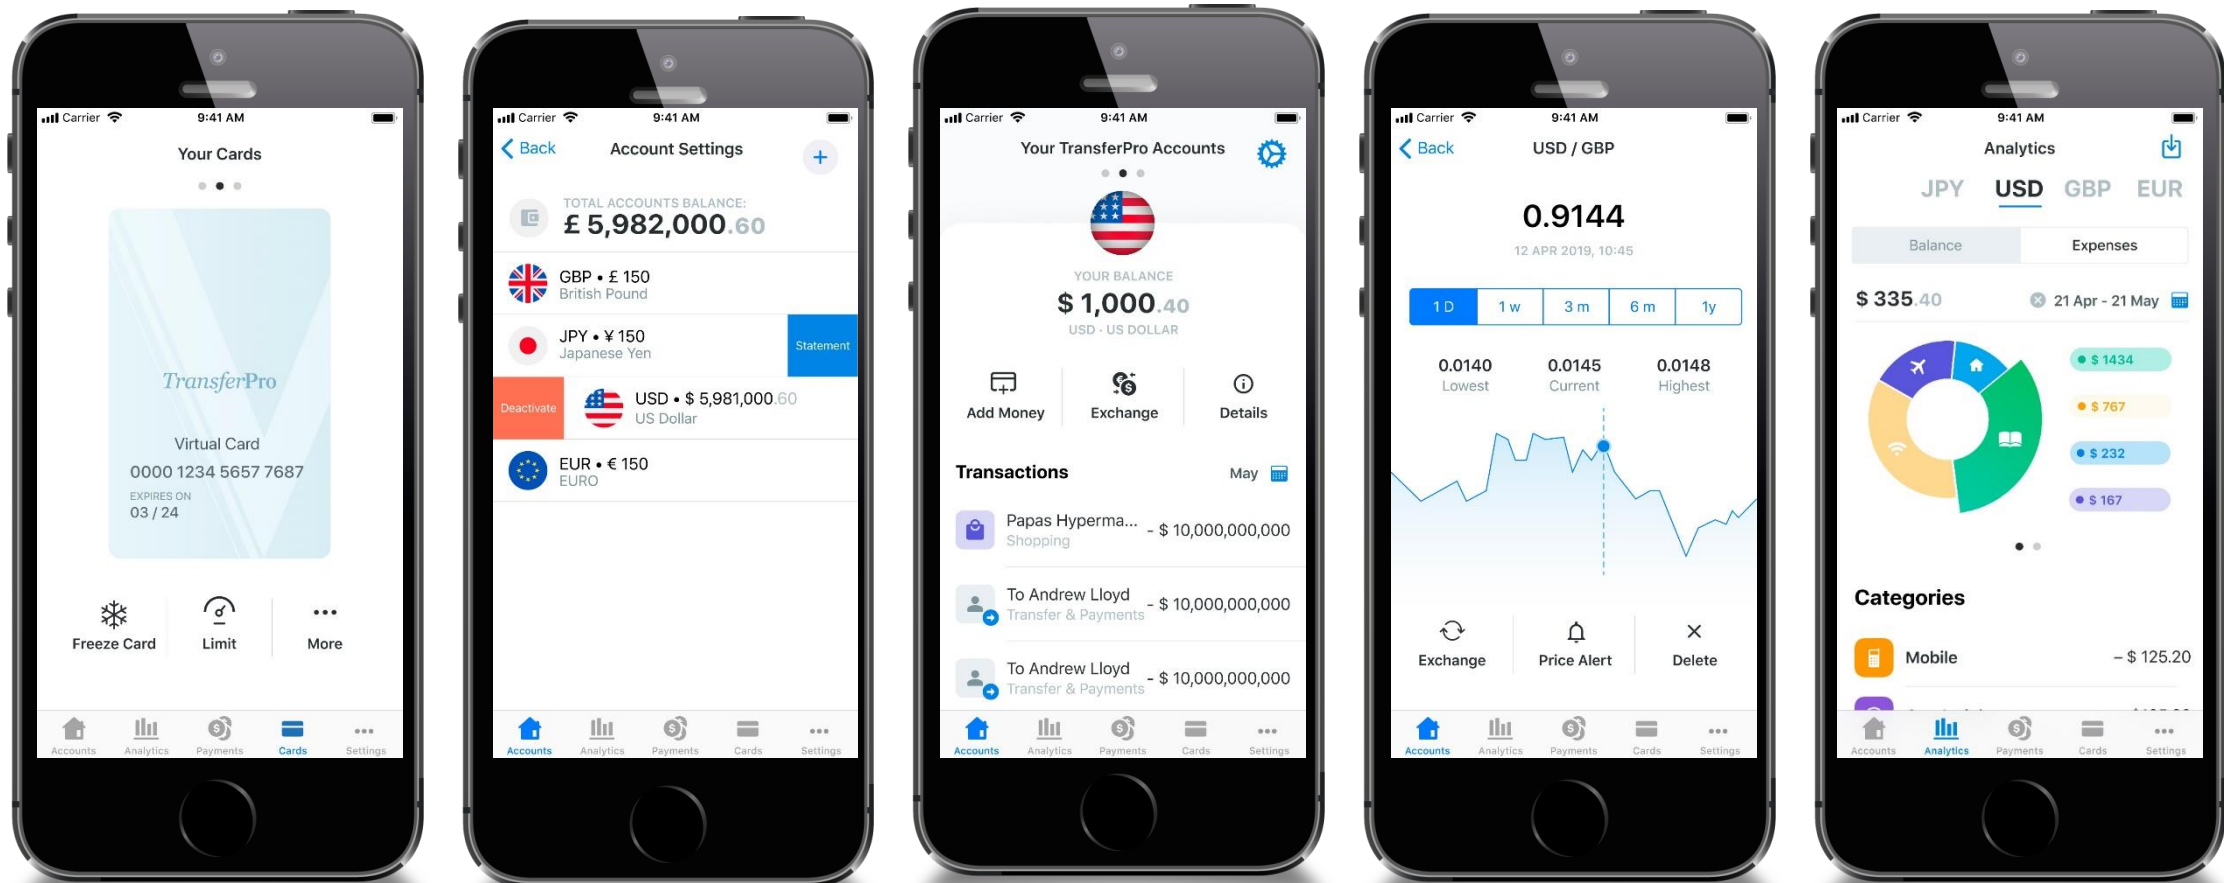 Carrier 9:41 AM
Your Cards
TransferPro
Virtual Card
0000 1234 5657 7687
EXPIRES ON
03 / 24
Freeze Card Limit More
Accounts Analytics Payments Cards Settings
Carrier 9:41 AM
Back Account Settings +
TOTAL ACCOUNTS BALANCE:
£ 5,982,000.60
GBP • £ 150
British Pound
JPY • ¥ 150
Japanese Yen
Statement
Deactivate
USD • $ 5,981,000.60
US Dollar
EUR • € 150
EURO
Accounts Analytics Payments Cards Settings
Carrier 9:41 AM
Your TransferPro Accounts
YOUR BALANCE
$ 1,000.40
USD · US DOLLAR
Add Money Exchange Details
Transactions May
Papas Hyperma... - $ 10,000,000,000
Shopping
To Andrew Lloyd - $ 10,000,000,000
Transfer & Payments
To Andrew Lloyd - $ 10,000,000,000
Transfer & Payments
Accounts Analytics Payments Cards Settings
Carrier 9:41 AM
Back USD / GBP
0.9144
12 APR 2019, 10:45
1 D 1 w 3 m 6 m 1y
0.0140 0.0145 0.0148
Lowest Current Highest
Exchange Price Alert Delete
Accounts Analytics Payments Cards Settings
Carrier 9:41 AM
Analytics
JPY USD GBP EUR
Balance Expenses
$ 335.40 21 Apr - 21 May
$ 1434
$ 767
$ 232
$ 167
Categories
Mobile – $ 125.20
Accounts Analytics Payments Cards Settings